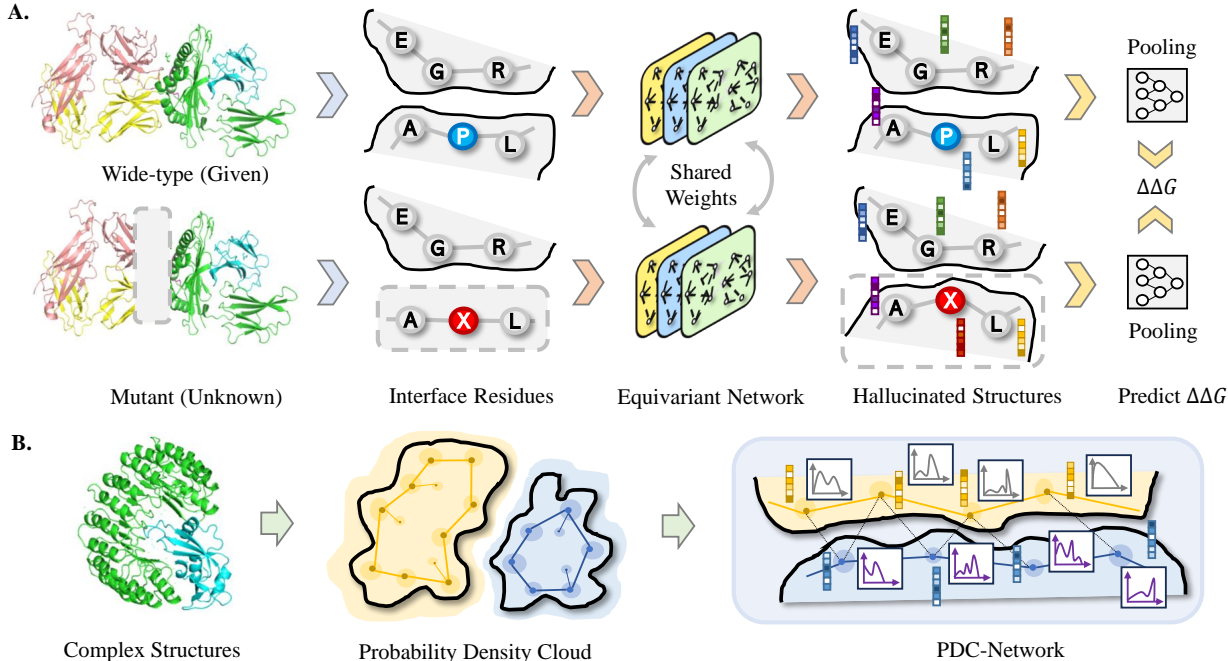 A.
E
G
R
A
P
L
Wide-type (Given)
Shared
Weights
E
G
R
A
P
L
Pooling
ΔΔG
E
G
R
A
X
L
E
G
R
A
X
L
Pooling
Mutant (Unknown)
Interface Residues
Equivariant Network
Hallucinated Structures
Predict ΔΔG
B.
Complex Structures
Probability Density Cloud
PDC-Network